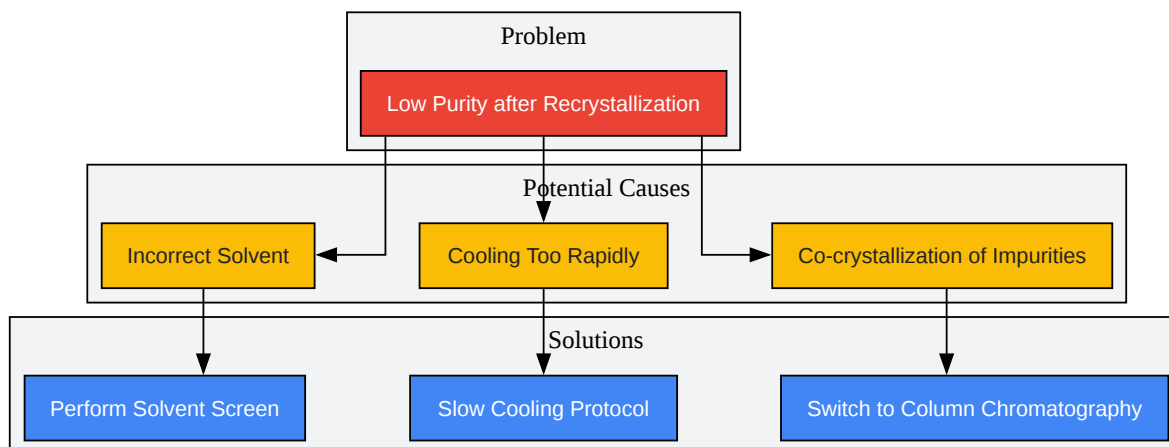 Problem
Low Purity after Recrystallization
Potential Causes
Incorrect Solvent
Cooling Too Rapidly
Co-crystallization of Impurities
Solutions
Perform Solvent Screen
Slow Cooling Protocol
Switch to Column Chromatography